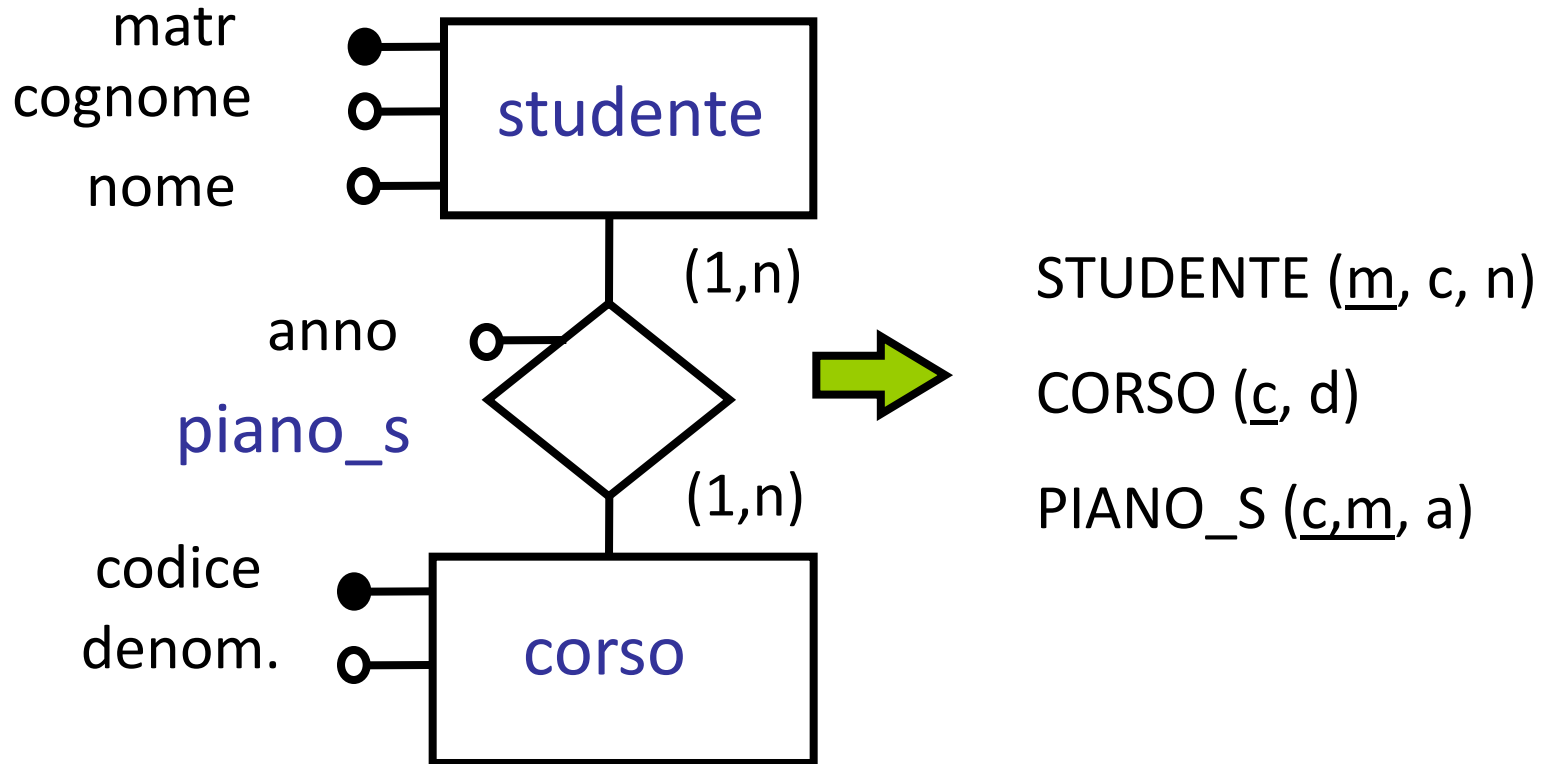 matr
cognome
nome
studente
(1,n)
anno
piano_s
(1,n)
codice
denom.
corso
STUDENTE (m, c, n)
CORSO (c, d)
PIANO_S (c,m, a)